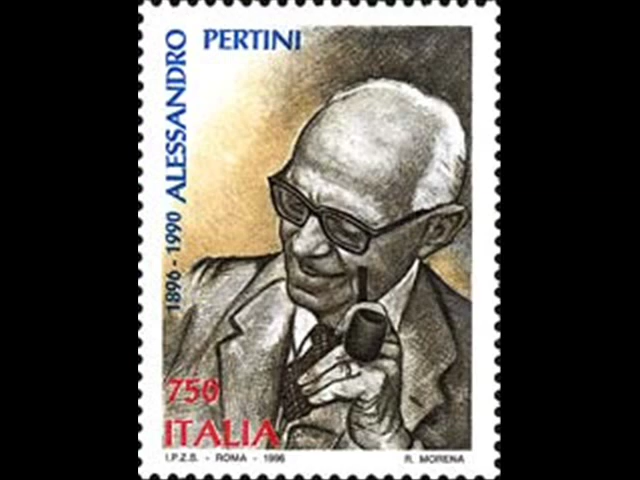 1896 - 1990 ALESSANDRO PERTINI
750
ITALIA
I.P.Z.S. - ROMA - 1996
R. MORENA